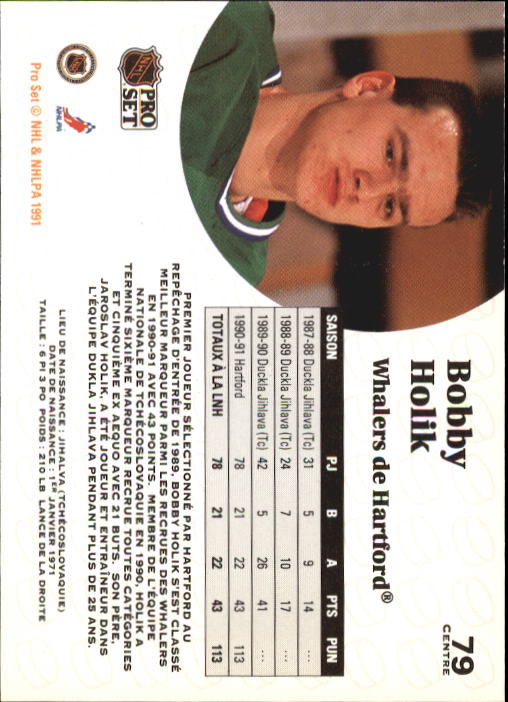 79
CENTRE
Bobby
Holik
Whalers de Hartford®
SAISON PJ B A PTS PUN
1987-88 Duckla Jihlava (Tc) 31 5 9 14 ...
1988-89 Duckla Jihlava (Tc) 24 7 10 17 ...
1989-90 Duckla Jihlava (Tc) 42 5 26 41 ...
1990-91 Hartford 78 21 22 43 113
TOTAUX À LA LNH 78 21 22 43 113
PREMIER JOUEUR SÉLECTIONNÉ PAR HARTFORD AU
REPÊCHAGE D'ENTRÉE DE 1989, BOBBY HOLIK S'EST CLASSÉ
MEILLEUR MARQUEUR PARMI LES RECRUES DES WHALERS
EN 1990-91 AVEC 43 POINTS. MEMBRE DE L'ÉQUIPE
NATIONALE DE TCHÉCOSLOVAQUIE EN 1990, HOLIK A
TERMINÉ SIXIÈME MARQUEUR RECRUE TOUTES CATÉGORIES
ET CINQUIÈME EX AEQUO AVEC 21 BUTS. SON PÈRE,
JAROSLAV HOLIK, A ÉTÉ JOUEUR ET ENTRAÎNEUR DANS
L'ÉQUIPE DUKLA JIHLAVA PENDANT PLUS DE 25 ANS.
LIEU DE NAISSANCE : JIHALVA (TCHÉCOSLOVAQUIE)
DATE DE NAISSANCE : 1ER JANVIER 1971
TAILLE : 6 PI 3 PO POIDS : 210 LB LANCE DE LA DROITE
NHL
PRO
SET
NHLPA
Pro Set © NHL & NHLPA 1991